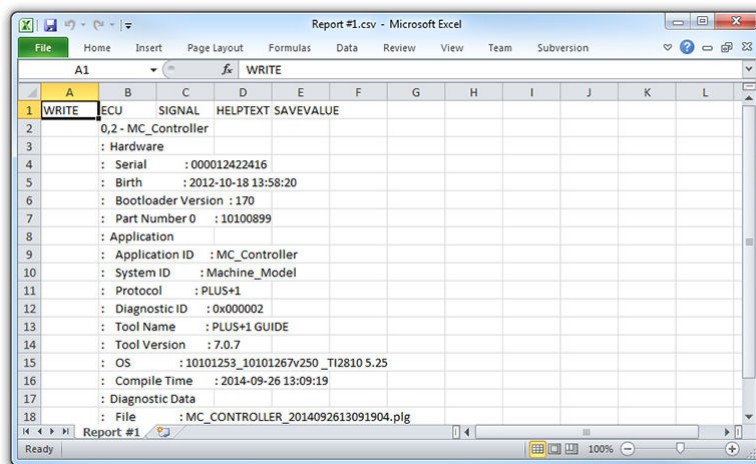 Report #1.csv - Microsoft Excel
File Home Insert Page Layout Formulas Data Review View Team Subversion
A1 fx WRITE
A B C D E F G H I J K L
1 WRITE ECU SIGNAL HELPTEXT SAVEVALUE
2 0,2 - MC_Controller
3 : Hardware
4 : Serial : 000012422416
5 : Birth : 2012-10-18 13:58:20
6 : Bootloader Version : 170
7 : Part Number 0 : 10100899
8 : Application
9 : Application ID : MC_Controller
10 : System ID : Machine_Model
11 : Protocol : PLUS+1
12 : Diagnostic ID : 0x000002
13 : Tool Name : PLUS+1 GUIDE
14 : Tool Version : 7.0.7
15 : OS : 10101253_10101267v250 _TI2810 5.25
16 : Compile Time : 2014-09-26 13:09:19
17 : Diagnostic Data
18 : File : MC_CONTROLLER_2014092613091904.plg
Report #1
Ready 100%